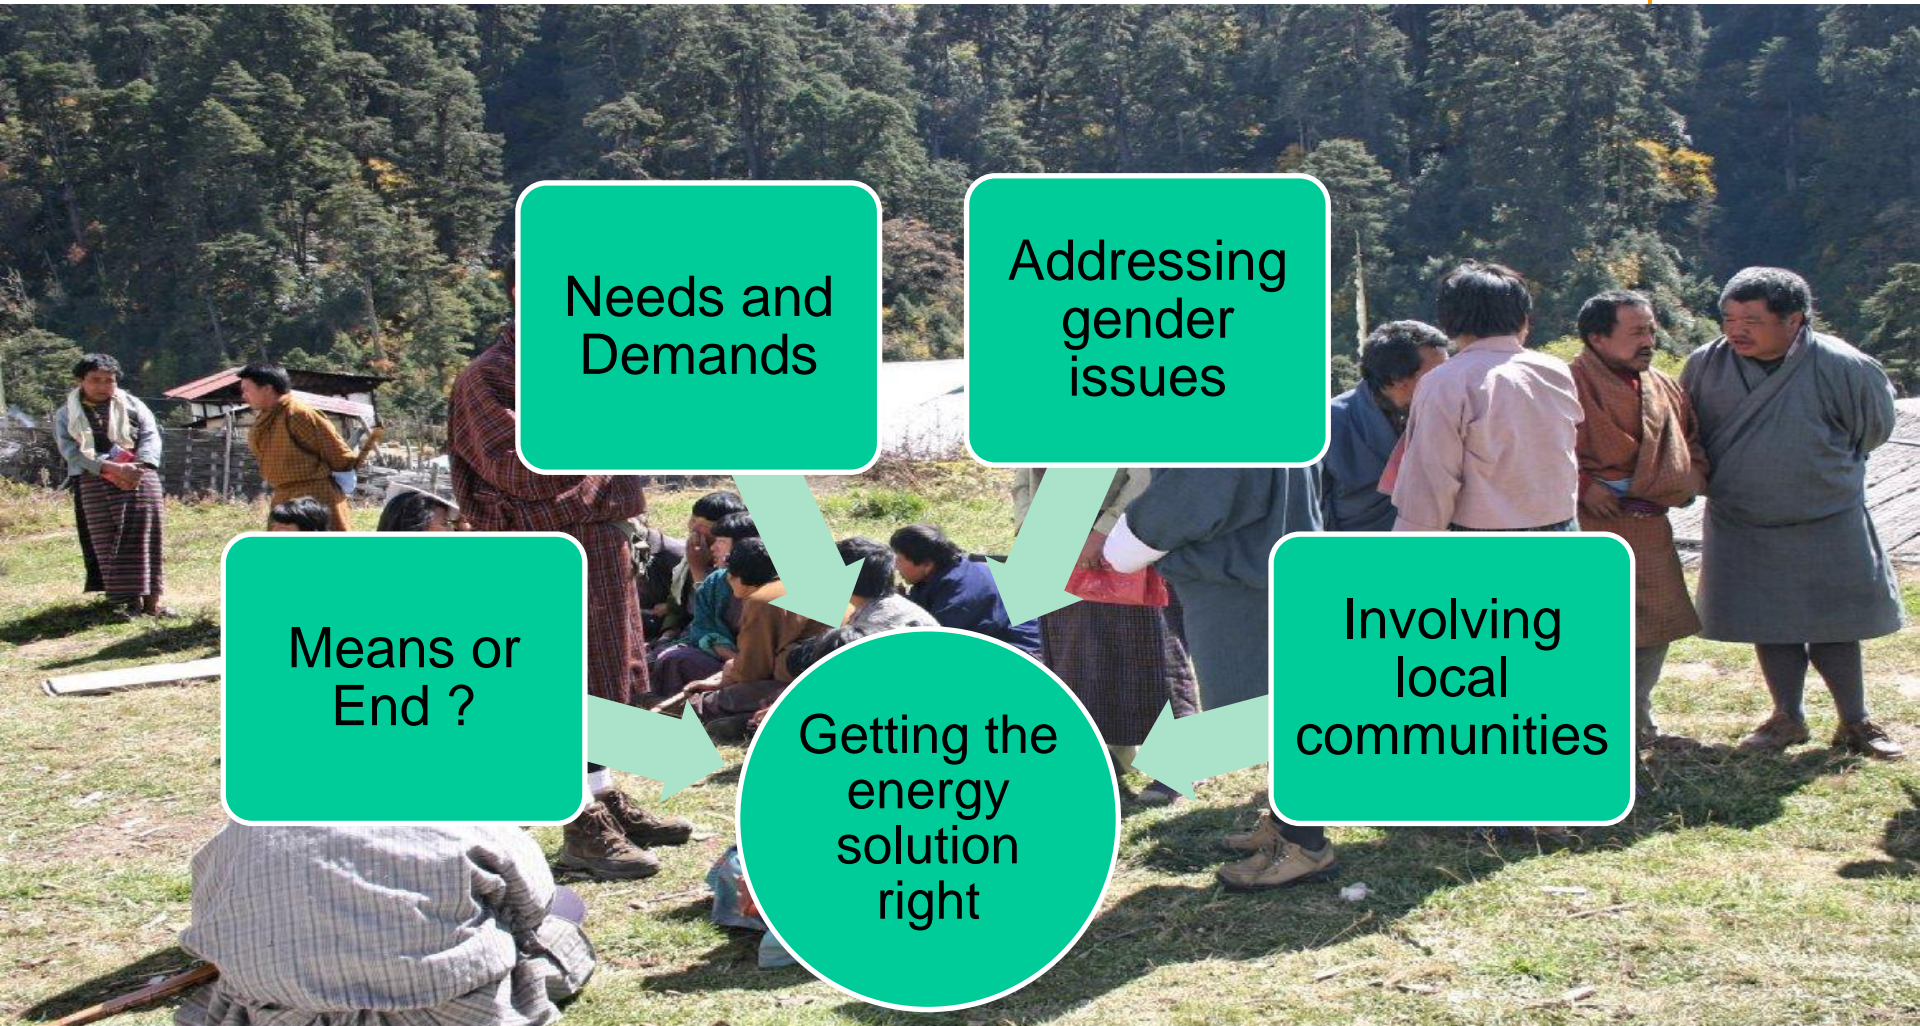 Needs and
Demands
Addressing
gender
issues
Means or
End ?
Involving
local
communities
Getting the
energy
solution
right